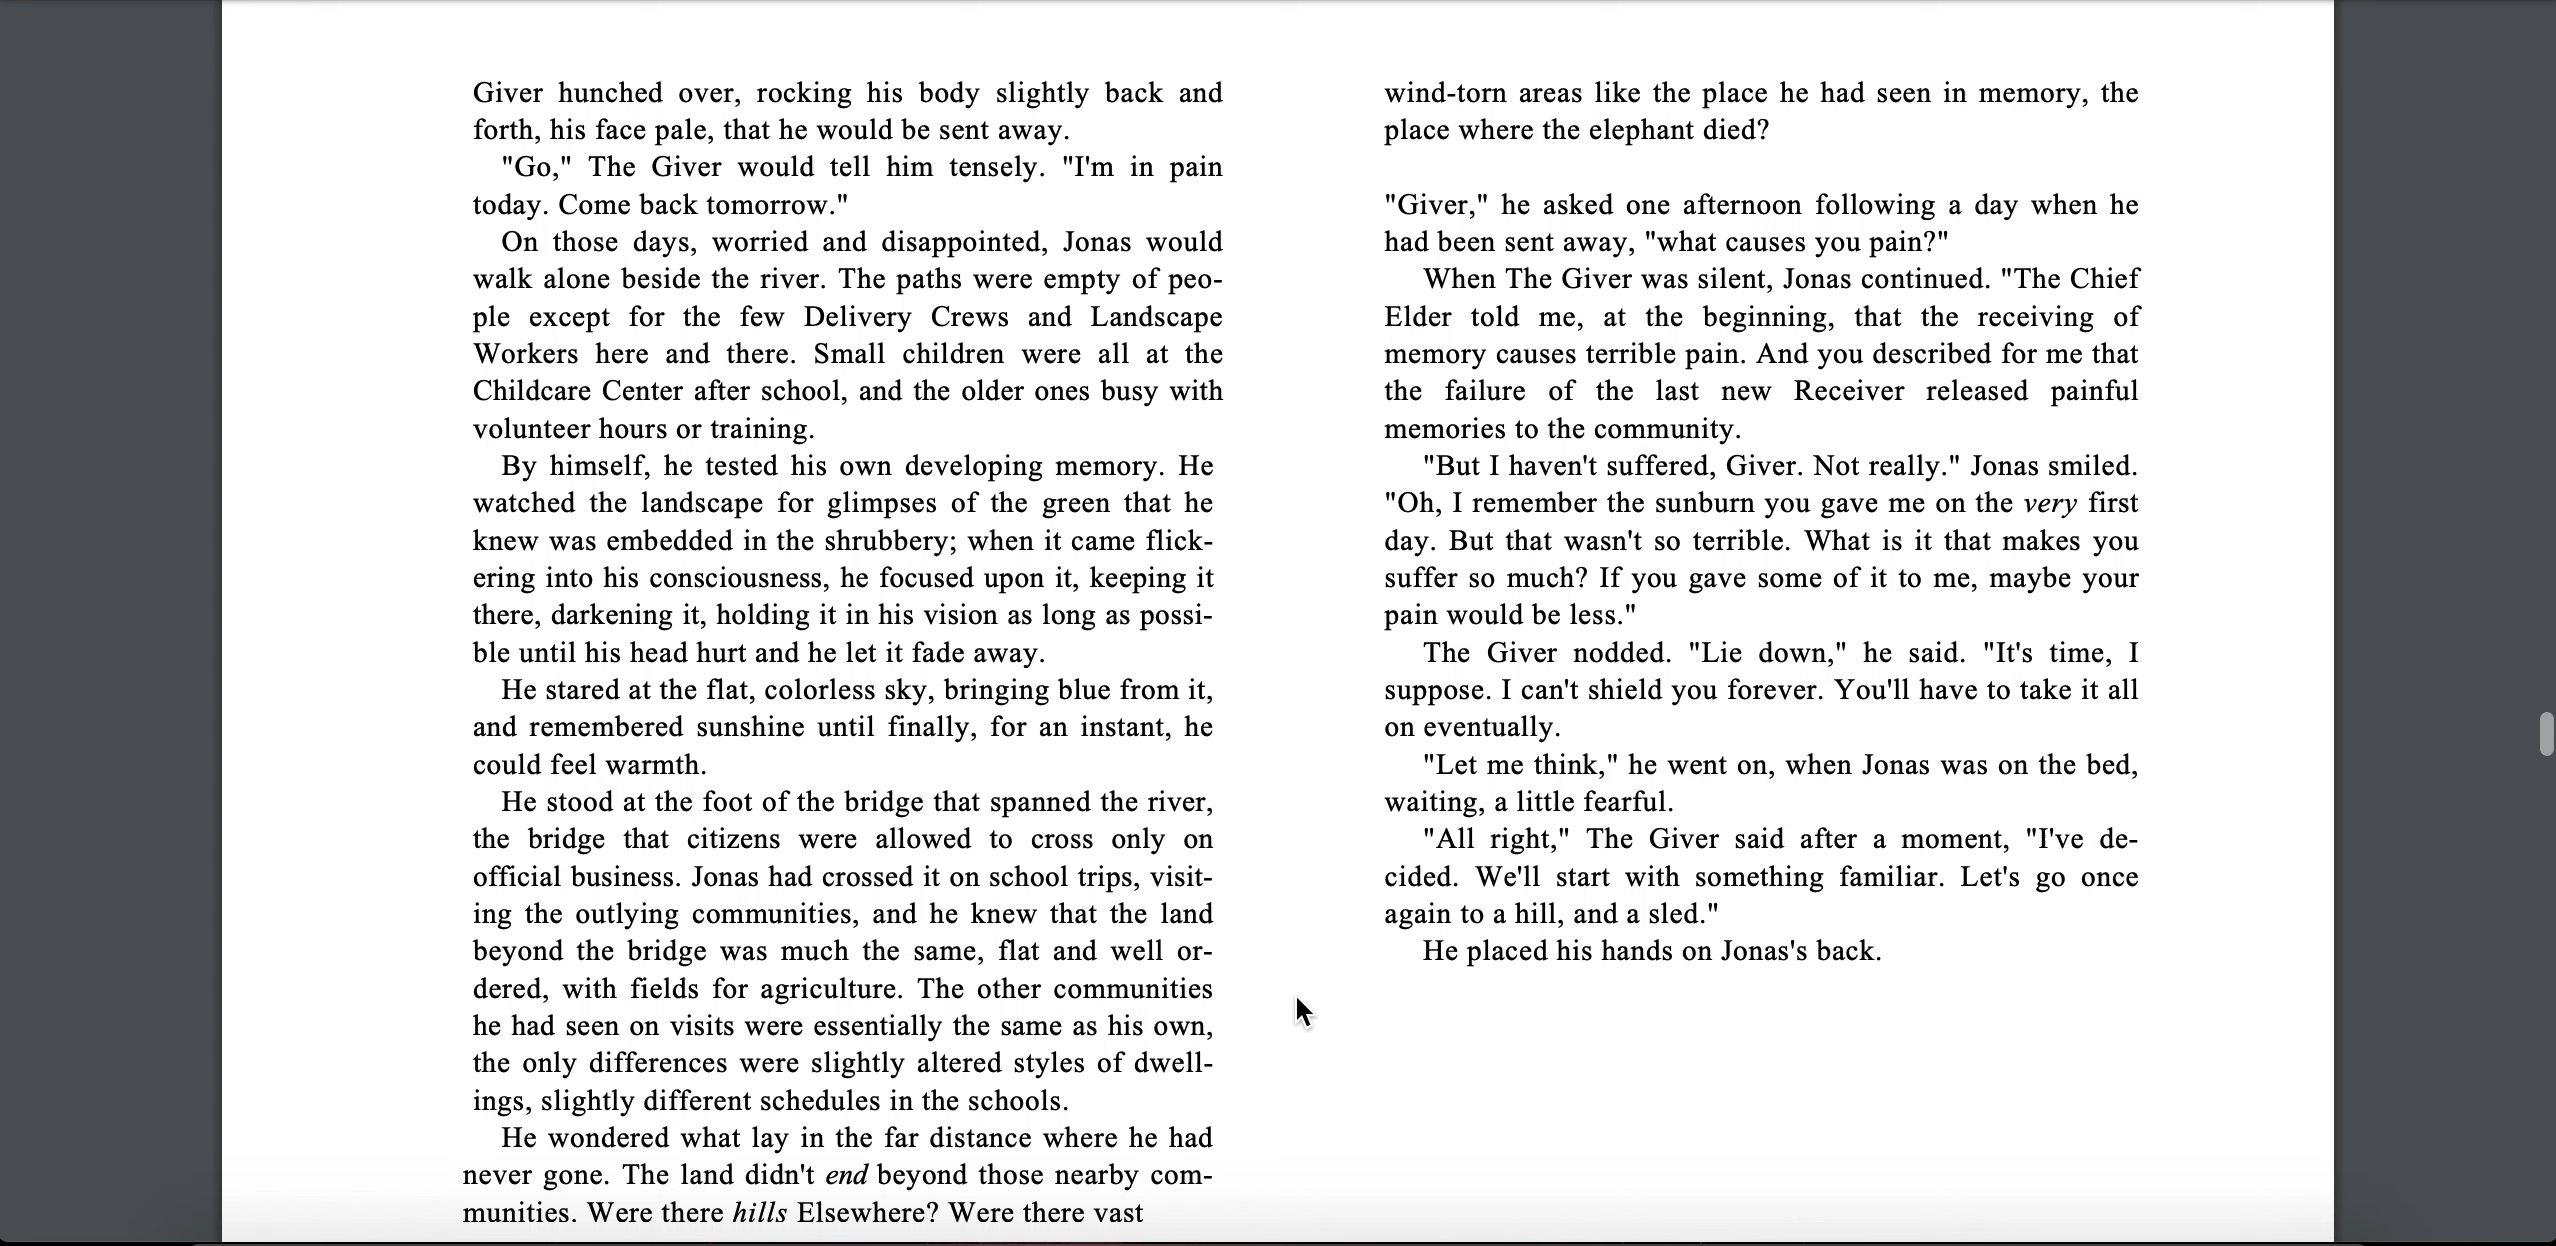 Giver hunched over, rocking his body slightly back and
forth, his face pale, that he would be sent away.
"Go," The Giver would tell him tensely. "I'm in pain
today. Come back tomorrow."
On those days, worried and disappointed, Jonas would
walk alone beside the river. The paths were empty of peo-
ple except for the few Delivery Crews and Landscape
Workers here and there. Small children were all at the
Childcare Center after school, and the older ones busy with
volunteer hours or training.
By himself, he tested his own developing memory. He
watched the landscape for glimpses of the green that he
knew was embedded in the shrubbery; when it came flick-
ering into his consciousness, he focused upon it, keeping it
there, darkening it, holding it in his vision as long as possi-
ble until his head hurt and he let it fade away.
He stared at the flat, colorless sky, bringing blue from it,
and remembered sunshine until finally, for an instant, he
could feel warmth.
He stood at the foot of the bridge that spanned the river,
the bridge that citizens were allowed to cross only on
official business. Jonas had crossed it on school trips, visit-
ing the outlying communities, and he knew that the land
beyond the bridge was much the same, flat and well or-
dered, with fields for agriculture. The other communities
he had seen on visits were essentially the same as his own,
the only differences were slightly altered styles of dwell-
ings, slightly different schedules in the schools.
He wondered what lay in the far distance where he had
never gone. The land didn't end beyond those nearby com-
munities. Were there hills Elsewhere? Were there vast
wind-torn areas like the place he had seen in memory, the
place where the elephant died?
"Giver," he asked one afternoon following a day when he
had been sent away, "what causes you pain?"
When The Giver was silent, Jonas continued. "The Chief
Elder told me, at the beginning, that the receiving of
memory causes terrible pain. And you described for me that
the failure of the last new Receiver released painful
memories to the community.
"But I haven't suffered, Giver. Not really." Jonas smiled.
"Oh, I remember the sunburn you gave me on the very first
day. But that wasn't so terrible. What is it that makes you
suffer so much? If you gave some of it to me, maybe your
pain would be less."
The Giver nodded. "Lie down," he said. "It's time, I
suppose. I can't shield you forever. You'll have to take it all
on eventually.
"Let me think," he went on, when Jonas was on the bed,
waiting, a little fearful.
"All right," The Giver said after a moment, "I've de-
cided. We'll start with something familiar. Let's go once
again to a hill, and a sled."
He placed his hands on Jonas's back.